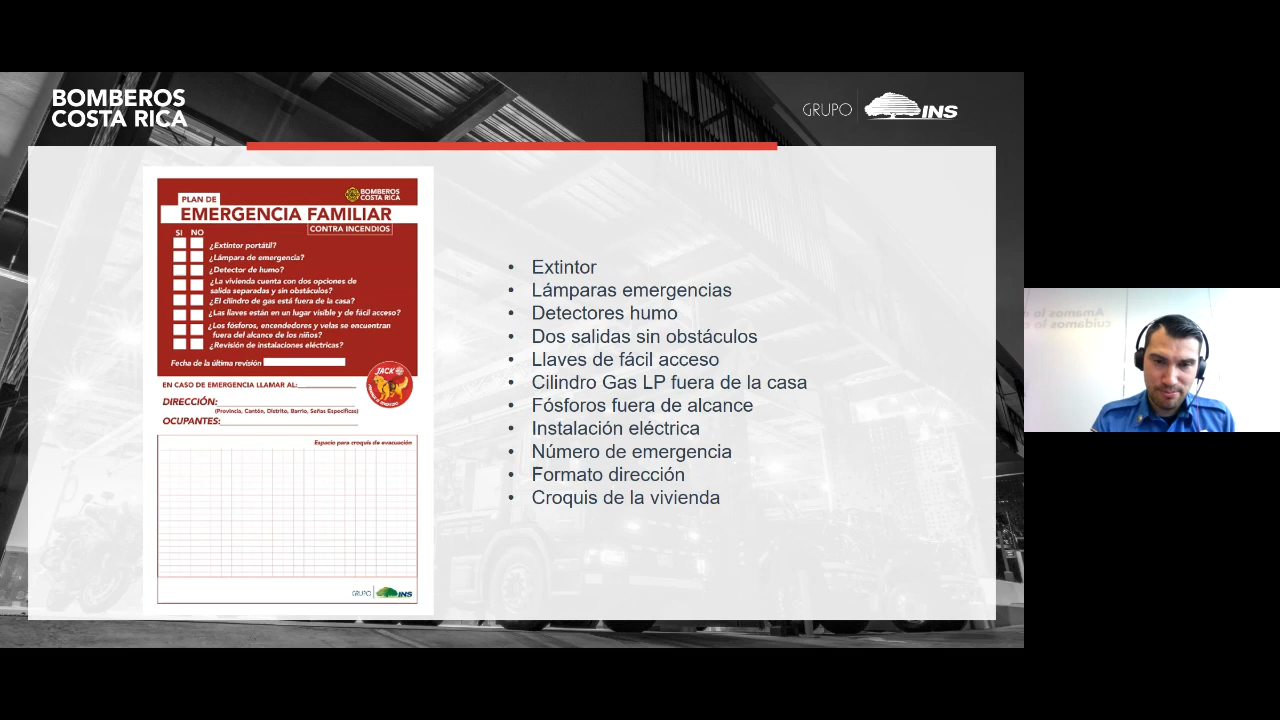 BOMBEROS
COSTA RICA
GRUPO INS
PLAN DE
EMERGENCIA FAMILIAR
CONTRA INCENDIOS
BOMBEROS
COSTA RICA
SI NO
¿Extintor portátil?
¿Lámpara de emergencia?
¿Detector de humo?
¿La vivienda cuenta con dos opciones de
salida separadas y sin obstáculos?
¿El cilindro de gas está fuera de la casa?
¿Las llaves están en un lugar visible y de fácil acceso?
¿Los fósforos, encendedores y velas se encuentran
fuera del alcance de los niños?
¿Revisión de instalaciones eléctricas?
Fecha de la última revisión
JACK
EN CASO DE EMERGENCIA LLAMAR AL:
DIRECCIÓN:
(Provincia, Cantón, Distrito, Barrio, Señas Específicas)
OCUPANTES:
Espacio para croquis de evacuación
GRUPO INS
• Extintor
• Lámparas emergencias
• Detectores humo
• Dos salidas sin obstáculos
• Llaves de fácil acceso
• Cilindro Gas LP fuera de la casa
• Fósforos fuera de alcance
• Instalación eléctrica
• Número de emergencia
• Formato dirección
• Croquis de la vivienda
Amamos lo q
cuidamos lo